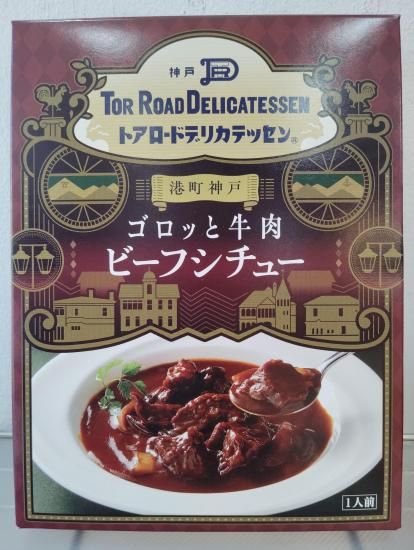 神戸
TOR ROAD DELICATESSEN
トアロードデリカテッセン®
港町神戸
ゴロッと牛肉
ビーフシチュー
1人前